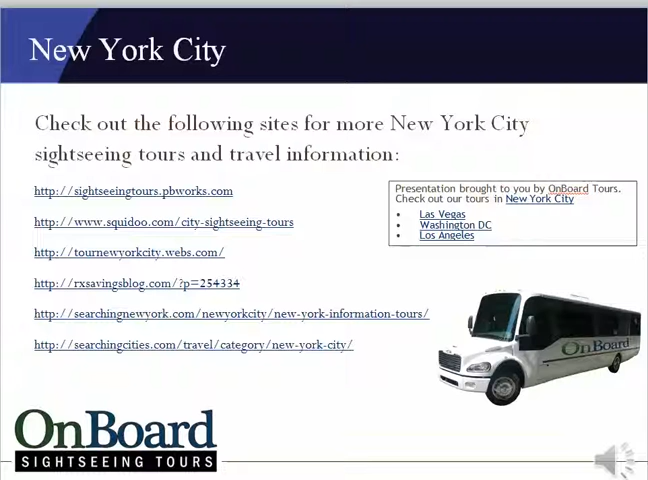 New York City
Check out the following sites for more New York City
sightseeing tours and travel information:
http://sightseeingtours.pbworks.com
http://www.squidoo.com/city-sightseeing-tours
http://tournewyorkcity.webs.com/
http://rxsavingsblog.com/?p=254334
http://searchingnewyork.com/newyorkcity/new-york-information-tours/
http://searchingcities.com/travel/category/new-york-city/
Presentation brought to you by OnBoard Tours.
Check out our tours in New York City
• Las Vegas
• Washington DC
• Los Angeles
OnBoard
OnBoard
SIGHTSEEING TOURS